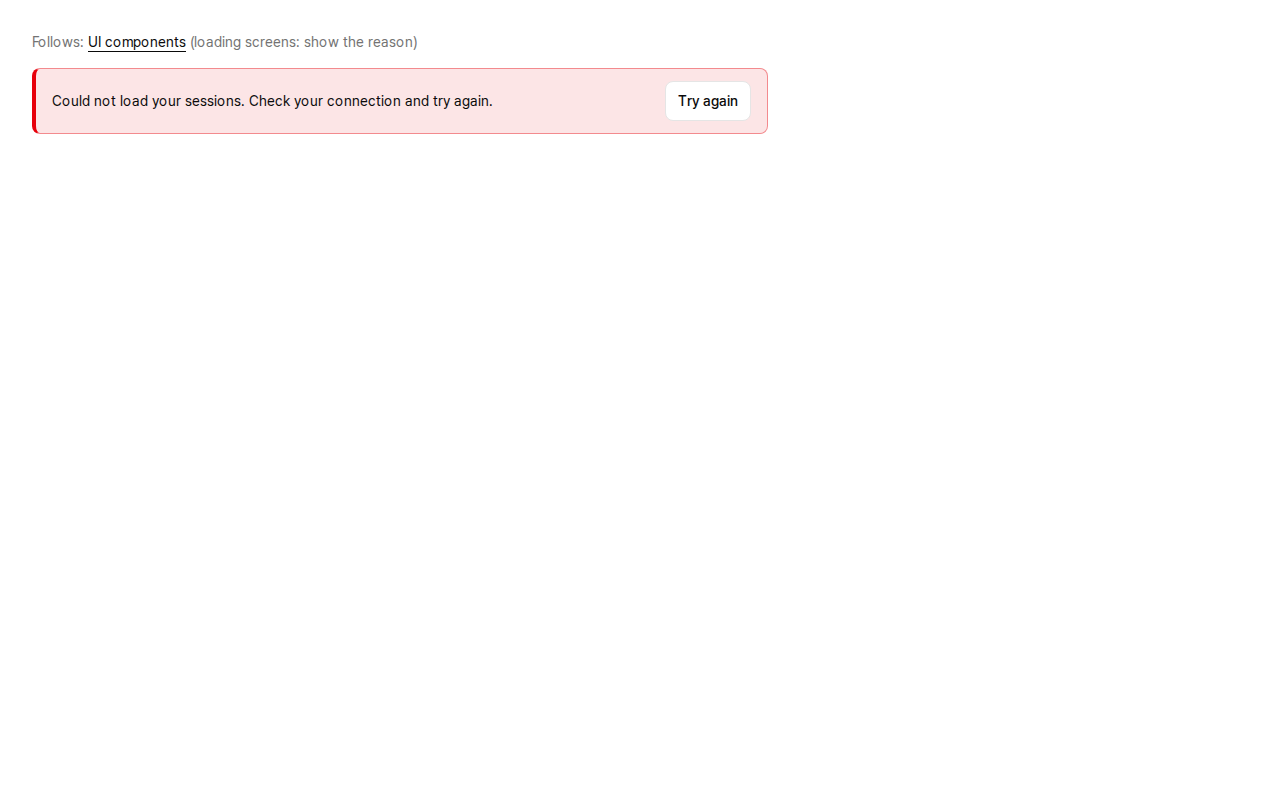 Follows: UI components (loading screens: show the reason)
Could not load your sessions. Check your connection and try again.
Try again